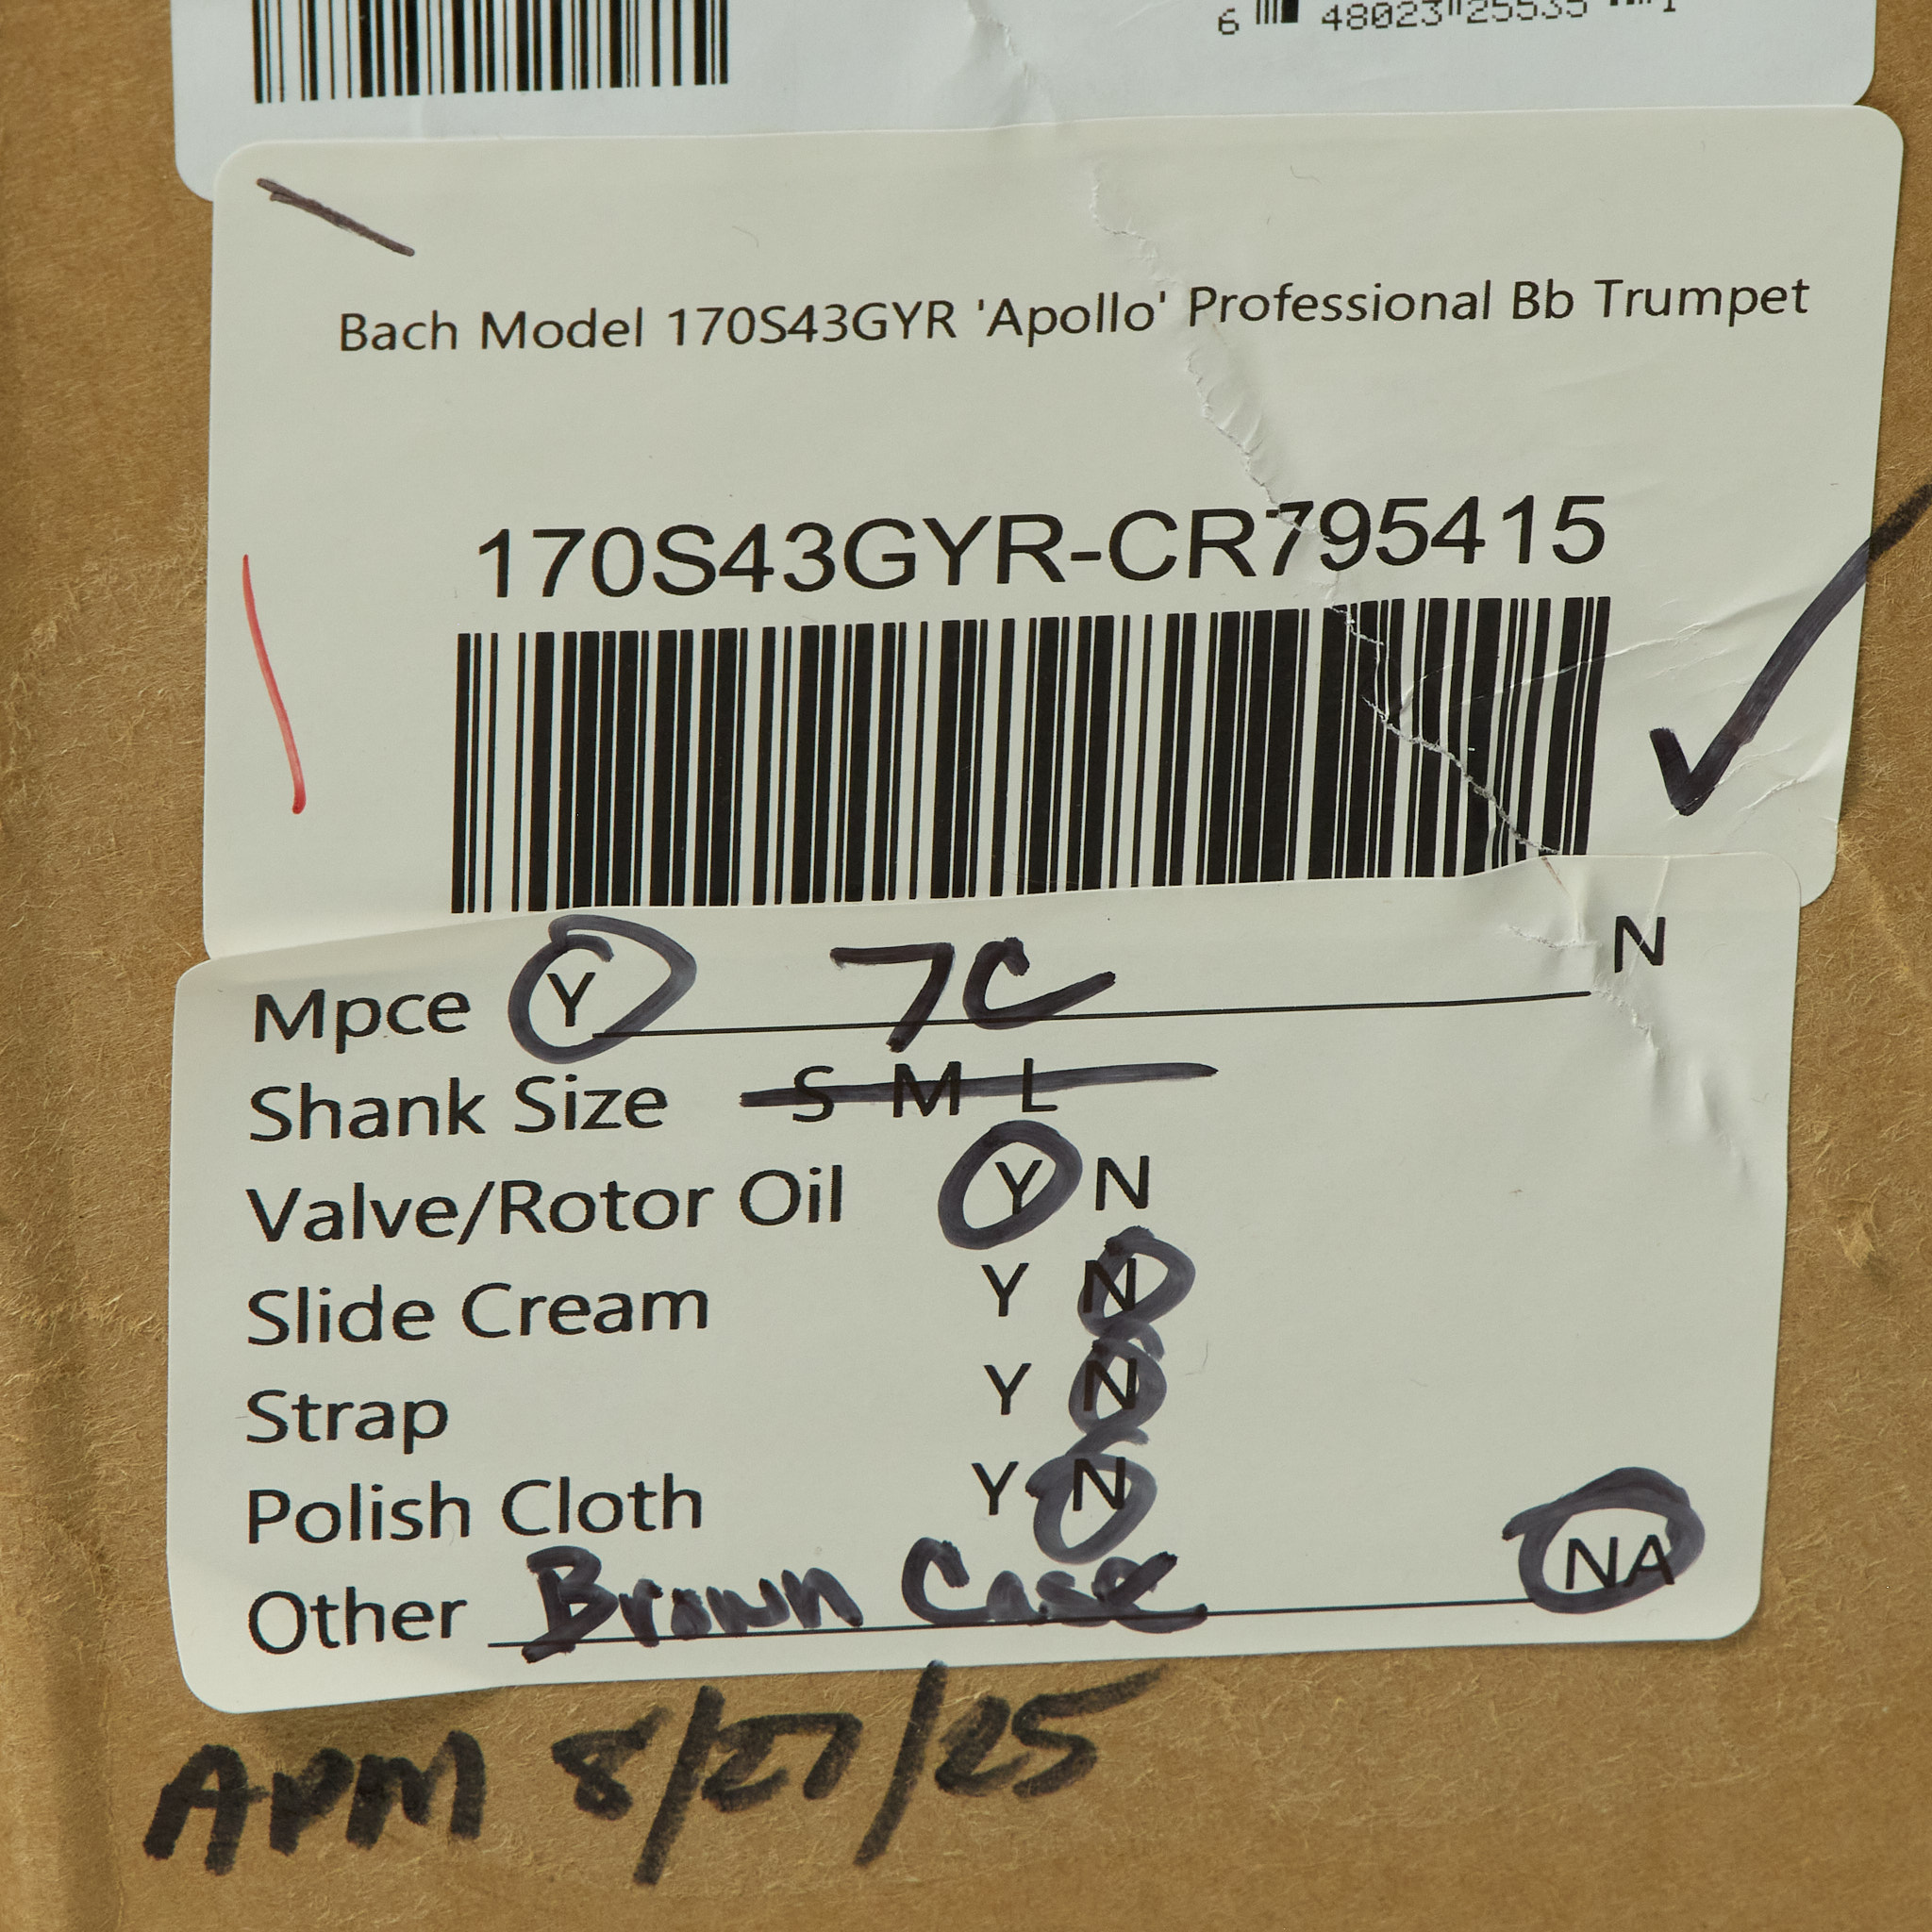 6 48023 25535 1
Bach Model 170S43GYR 'Apollo' Professional Bb Trumpet
170S43GYR-CR795415
Mpce Y 7C N
Shank Size S M L
Valve/Rotor Oil Y N
Slide Cream Y N
Strap Y N
Polish Cloth Y N
Other Brown Case NA
APM 8/27/25